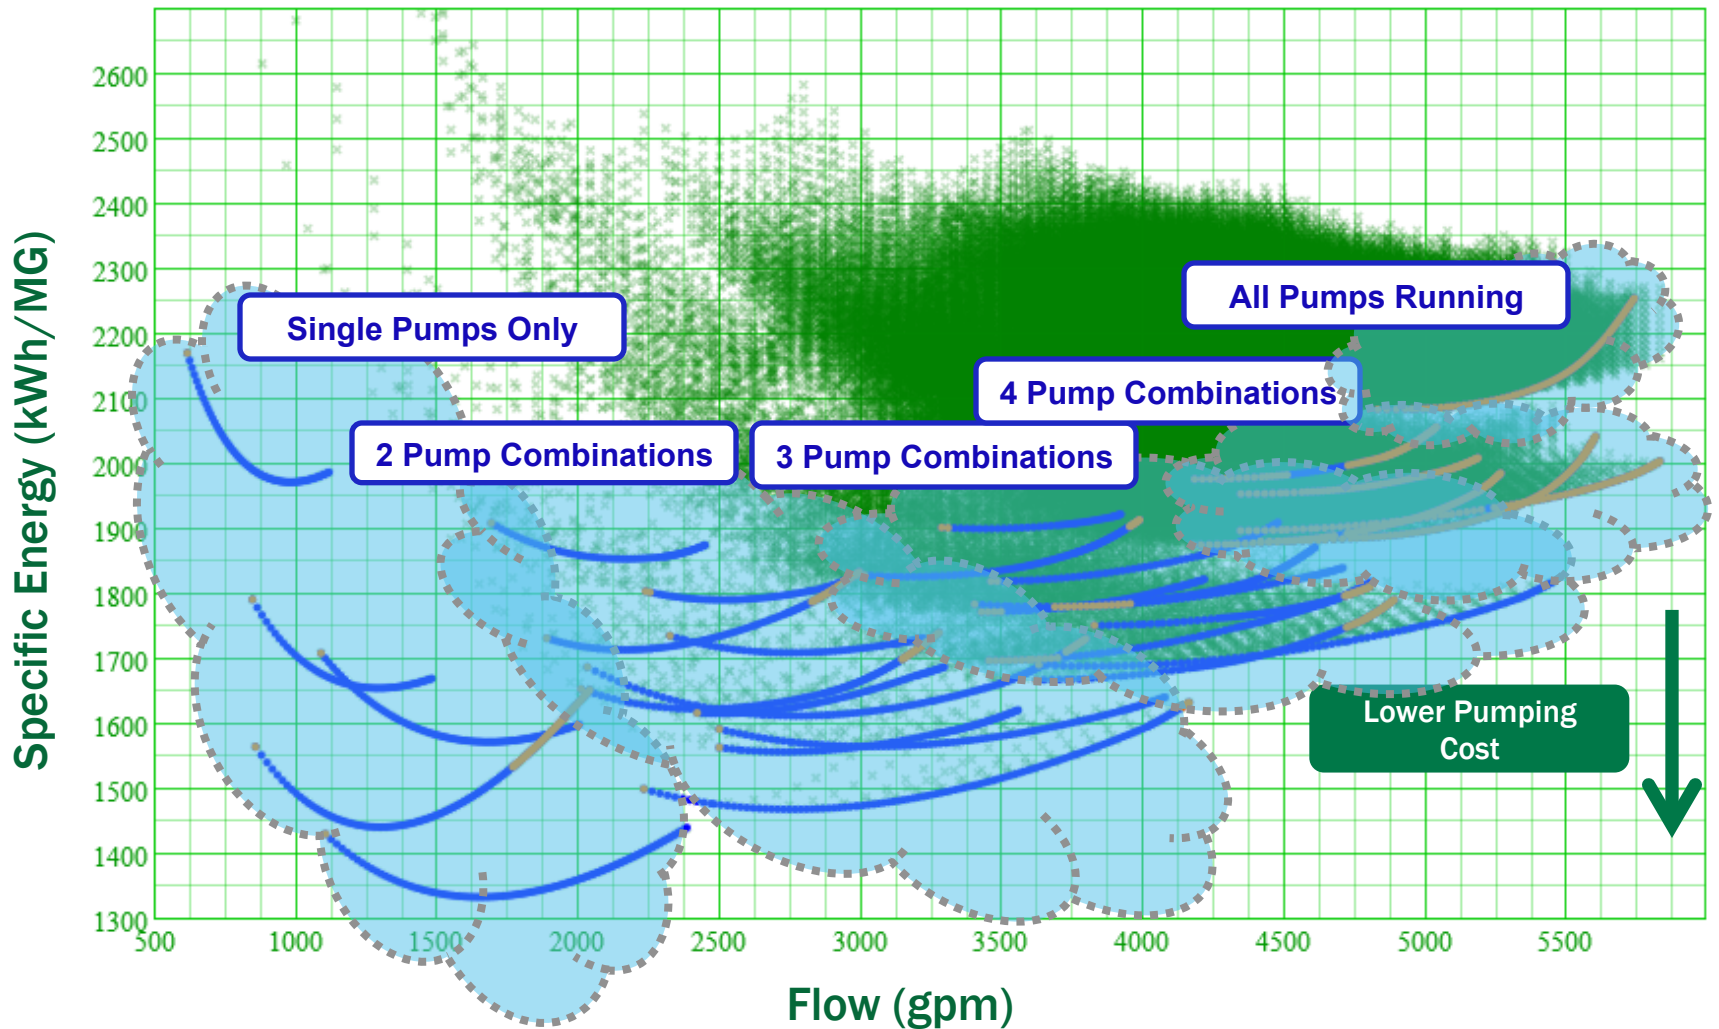 2600
2500
2400
2300
2200
2100
2000
1900
1800
1700
1600
1500
1400
1300
Specific Energy (kWh/MG)
Single Pumps Only
All Pumps Running
4 Pump Combinations
2 Pump Combinations
3 Pump Combinations
Lower Pumping
Cost
500 1000 1500 2000 2500 3000 3500 4000 4500 5000 5500
Flow (gpm)